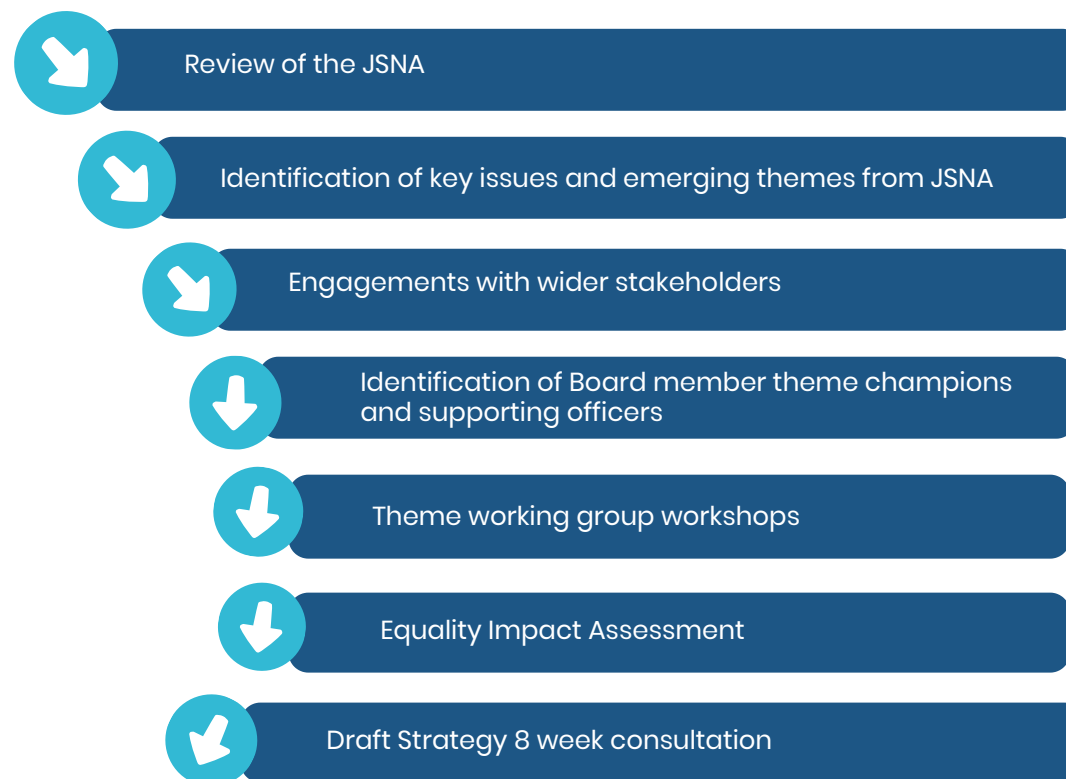 Review of the JSNA
Identification of key issues and emerging themes from JSNA
Engagements with wider stakeholders
Identification of Board member theme champions
and supporting officers
Theme working group workshops
Equality Impact Assessment
Draft Strategy 8 week consultation